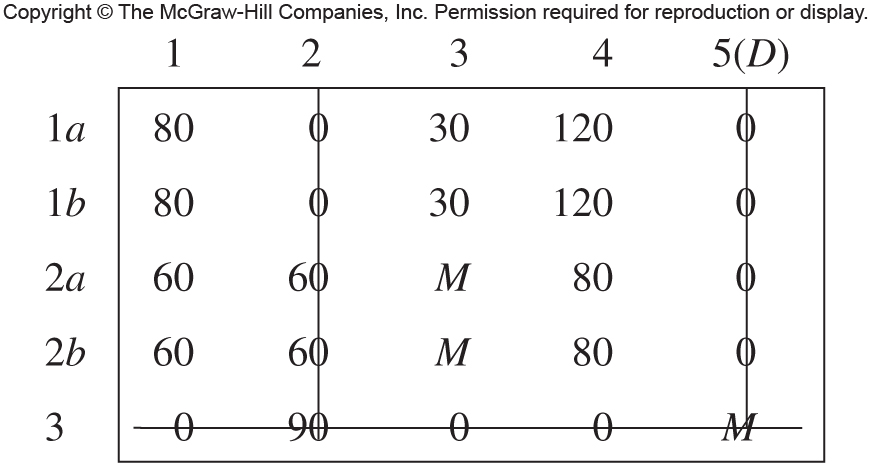 Copyright © The McGraw-Hill Companies, Inc. Permission required for reproduction or display.
1 2 3 4 5(D)
1a 80 0 30 120 0
1b 80 0 30 120 0
2a 60 60 M 80 0
2b 60 60 M 80 0
3 0 90 0 0 M